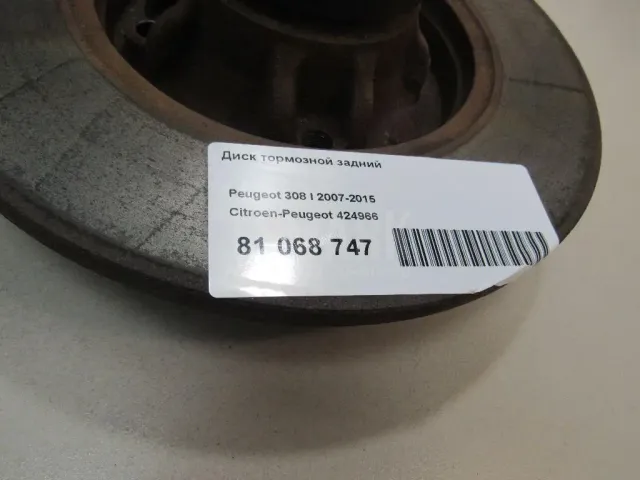 Диск тормозной задний
Peugeot 308 I 2007-2015
Citroen-Peugeot 424966
81 068 747